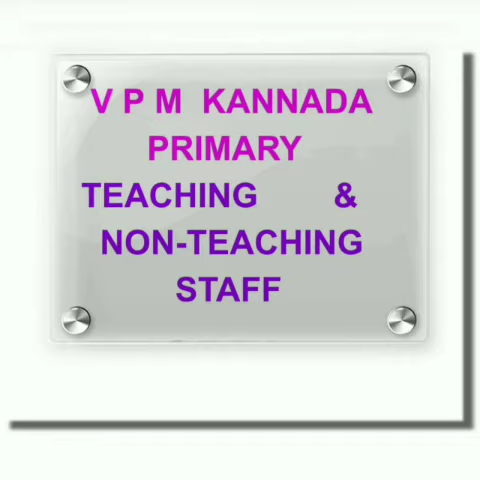 V P M KANNADA
PRIMARY
TEACHING &
NON-TEACHING
STAFF